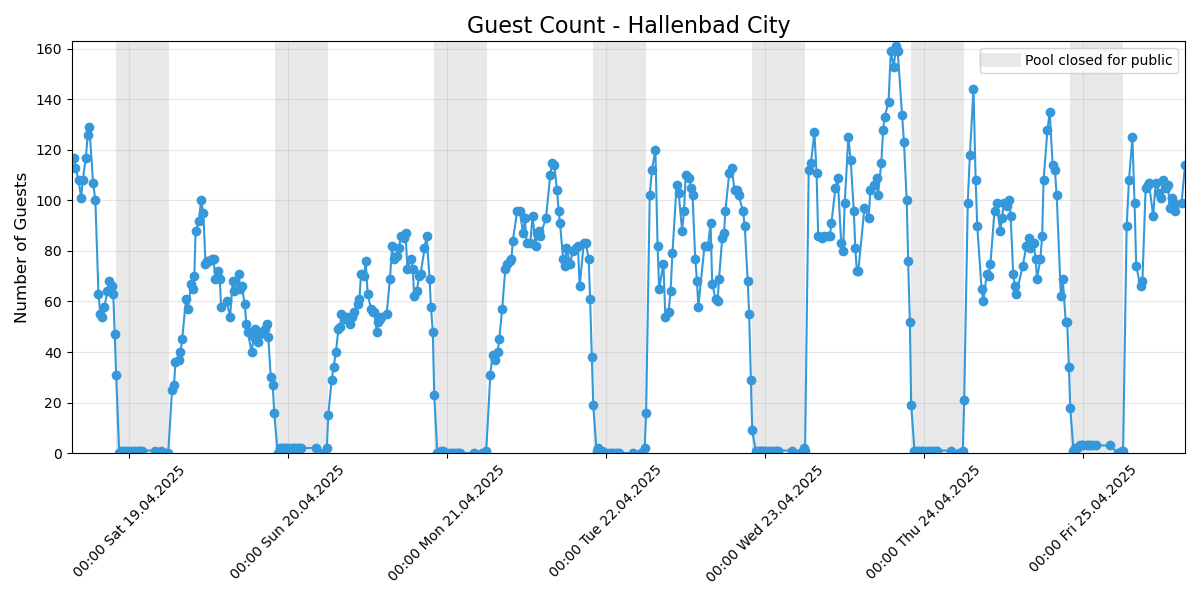 Guest Count - Hallenbad City
Pool closed for public
Number of Guests
160
140
120
100
80
60
40
20
0
00:00 Sat 19.04.2025
00:00 Sun 20.04.2025
00:00 Mon 21.04.2025
00:00 Tue 22.04.2025
00:00 Wed 23.04.2025
00:00 Thu 24.04.2025
00:00 Fri 25.04.2025